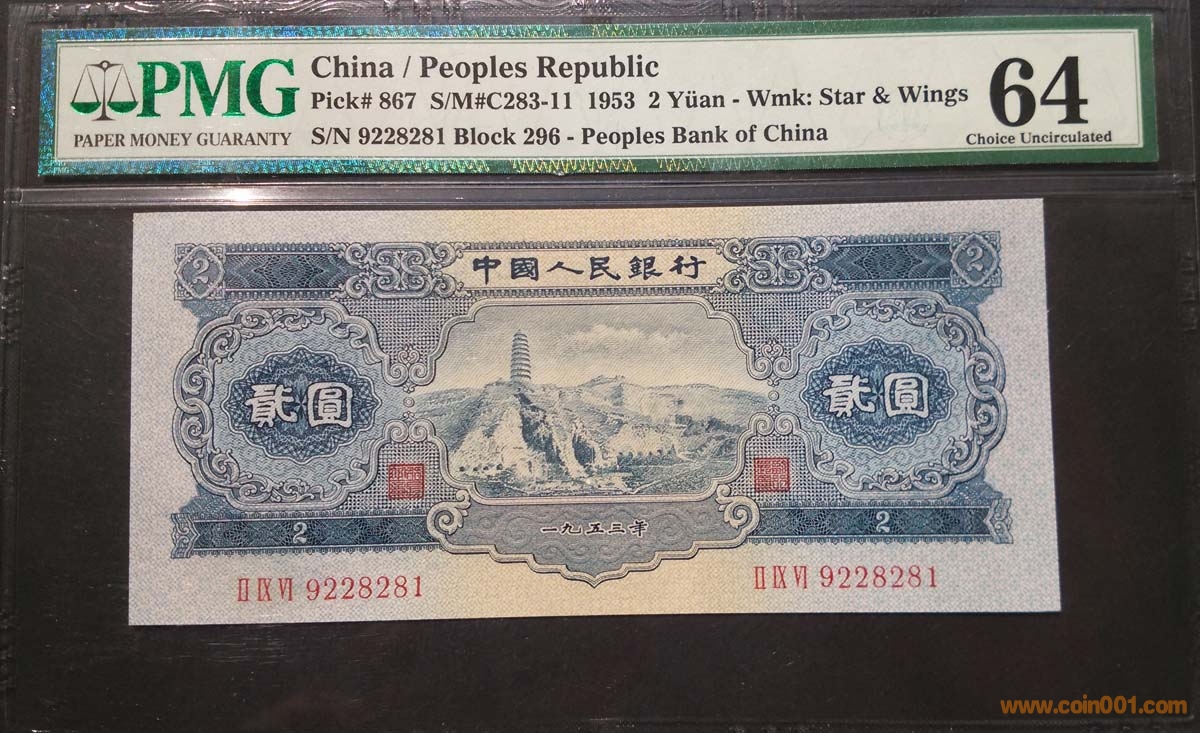 PMG
PAPER MONEY GUARANTY
China / Peoples Republic
Pick# 867 S/M#C283-11 1953 2 Yüan - Wmk: Star & Wings
S/N 9228281 Block 296 - Peoples Bank of China
64
Choice Uncirculated
2
中國人民銀行
2
貳圓
貳圓
2
一九五三年
2
II IX VI 9228281
II IX VI 9228281
www.coin001.com